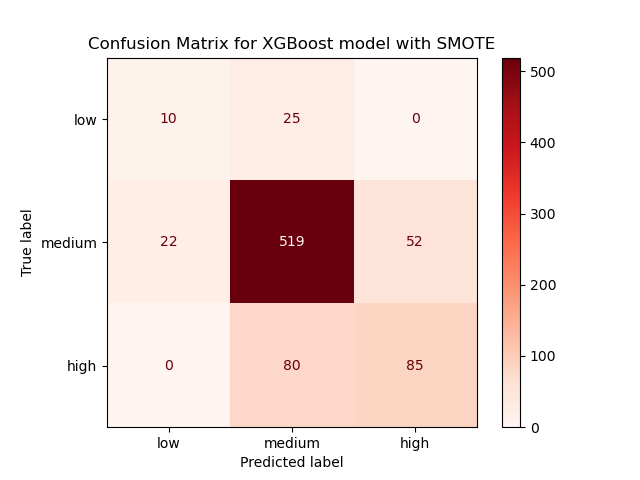 Confusion Matrix for XGBoost model with SMOTE
True label
low
medium
high
10 25 0
22 519 52
0 80 85
low medium high
Predicted label
500
400
300
200
100
0